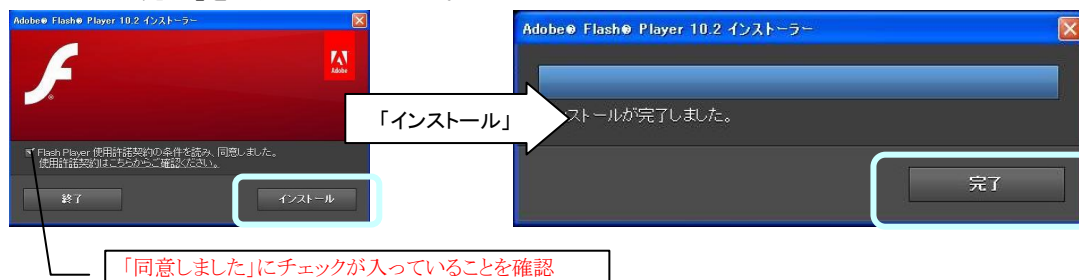 Adobe® Flash® Player 10.2 インストーラー
Adobe
Flash Player 使用許諾契約の条件を読み、同意しました。
使用許諾契約はこちらからご確認ください。
終了
インストール
「インストール」
Adobe® Flash® Player 10.2 インストーラー
ストールが完了しました。
完了
「同意しました」にチェックが入っていることを確認